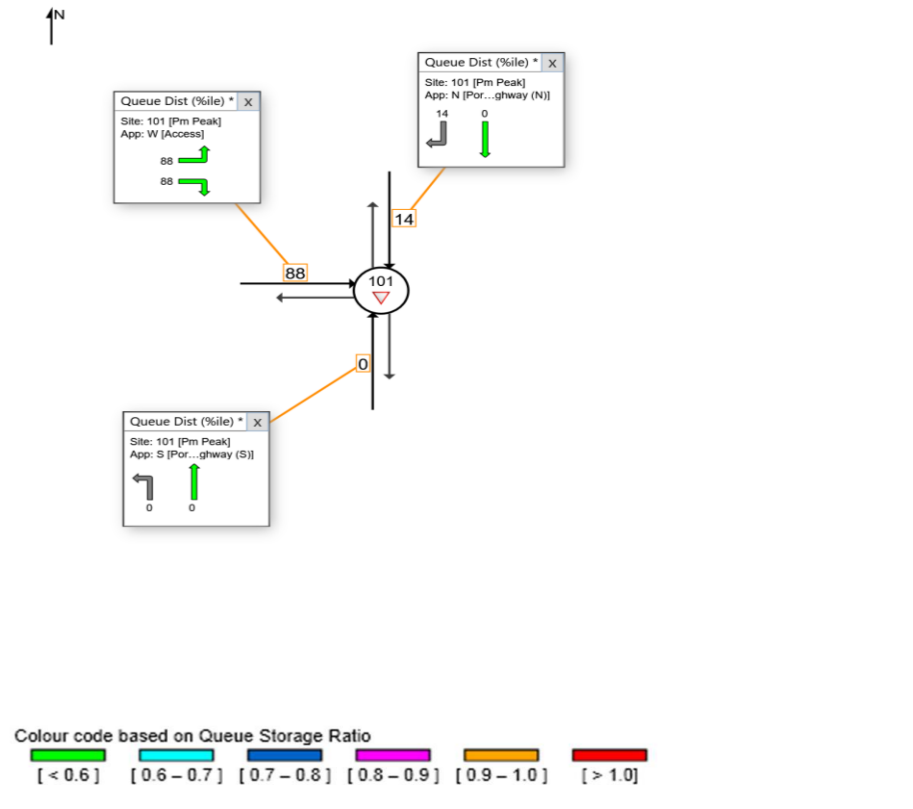 N
Queue Dist (%ile) * x
Site: 101 [Pm Peak]
App: N [Por...ghway (N)]
14 0
Queue Dist (%ile) * x
Site: 101 [Pm Peak]
App: W [Access]
88
88
14
88
101
0
Queue Dist (%ile) * x
Site: 101 [Pm Peak]
App: S [Por...ghway (S)]
0 0
Colour code based on Queue Storage Ratio
[ < 0.6 ] [ 0.6 – 0.7 ] [ 0.7 – 0.8 ] [ 0.8 – 0.9 ] [ 0.9 – 1.0 ] [ > 1.0]